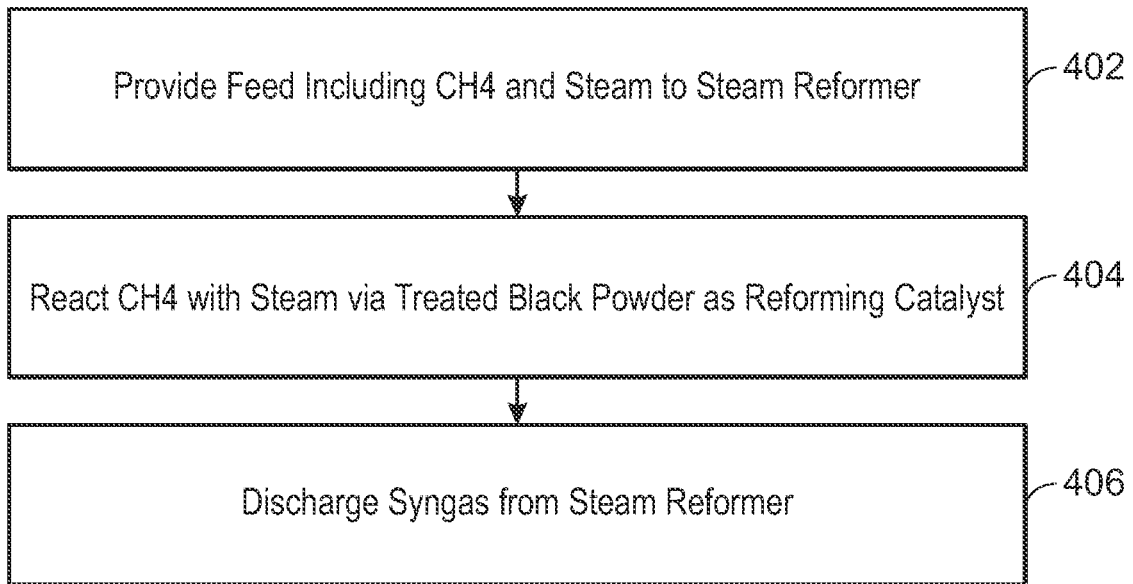 Provide Feed Including CH4 and Steam to Steam Reformer
402
React CH4 with Steam via Treated Black Powder as Reforming Catalyst
404
Discharge Syngas from Steam Reformer
406